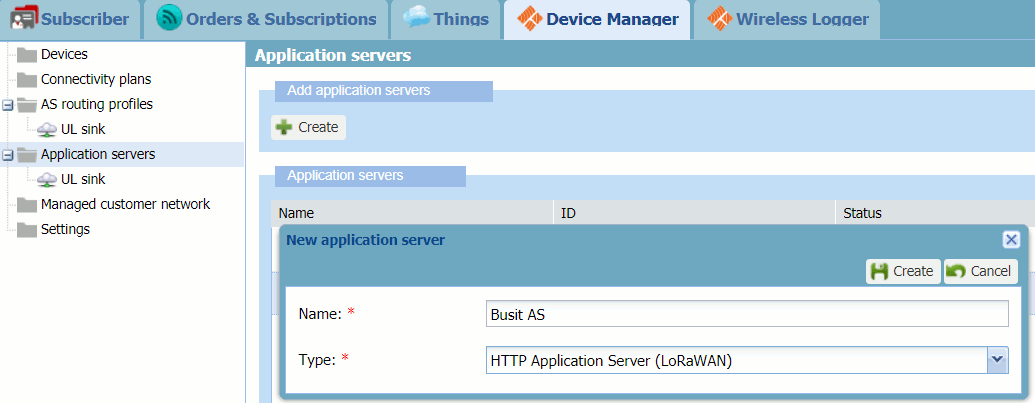 Subscriber
Orders & Subscriptions
Things
Device Manager
Wireless Logger
Devices
Connectivity plans
AS routing profiles
UL sink
Application servers
UL sink
Managed customer network
Settings
Application servers
Add application servers
Create
Application servers
Name ID Status
New application server
Create Cancel
Name: * Busit AS
Type: * HTTP Application Server (LoRaWAN)